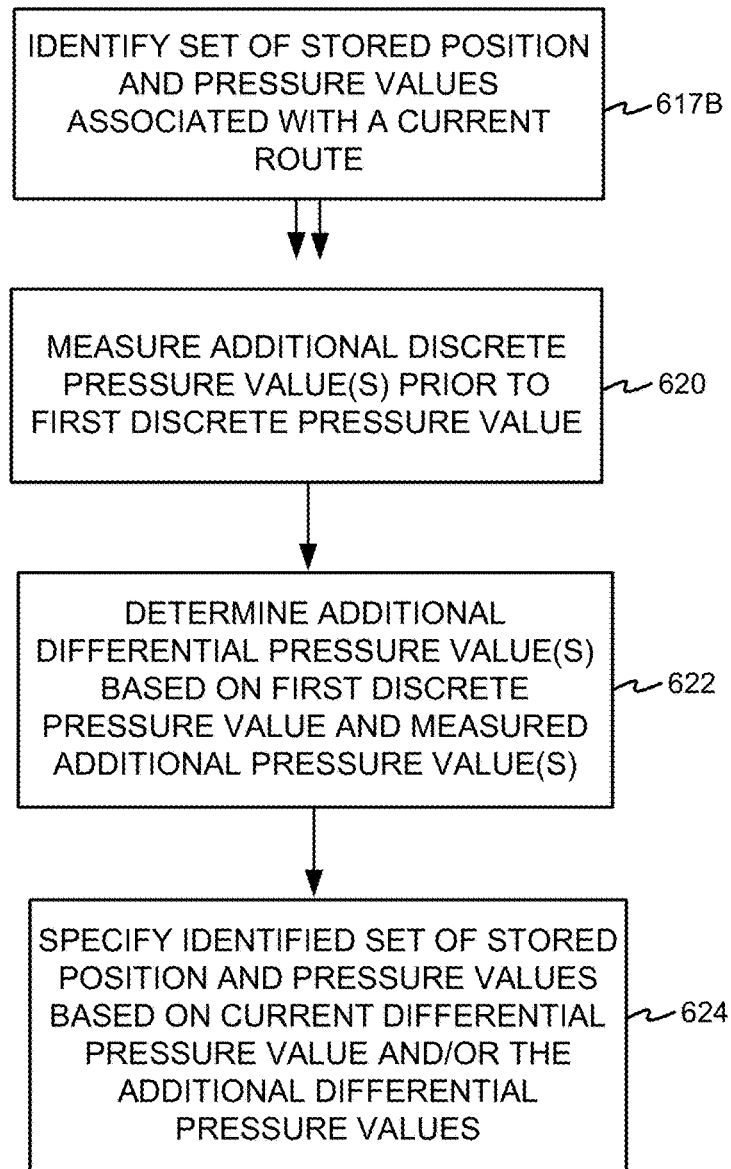 IDENTIFY SET OF STORED POSITION
AND PRESSURE VALUES
ASSOCIATED WITH A CURRENT
ROUTE
617B
MEASURE ADDITIONAL DISCRETE
PRESSURE VALUE(S) PRIOR TO
FIRST DISCRETE PRESSURE VALUE
620
DETERMINE ADDITIONAL
DIFFERENTIAL PRESSURE VALUE(S)
BASED ON FIRST DISCRETE
PRESSURE VALUE AND MEASURED
ADDITIONAL PRESSURE VALUE(S)
622
SPECIFY IDENTIFIED SET OF STORED
POSITION AND PRESSURE VALUES
BASED ON CURRENT DIFFERENTIAL
PRESSURE VALUE AND/OR THE
ADDITIONAL DIFFERENTIAL
PRESSURE VALUES
624